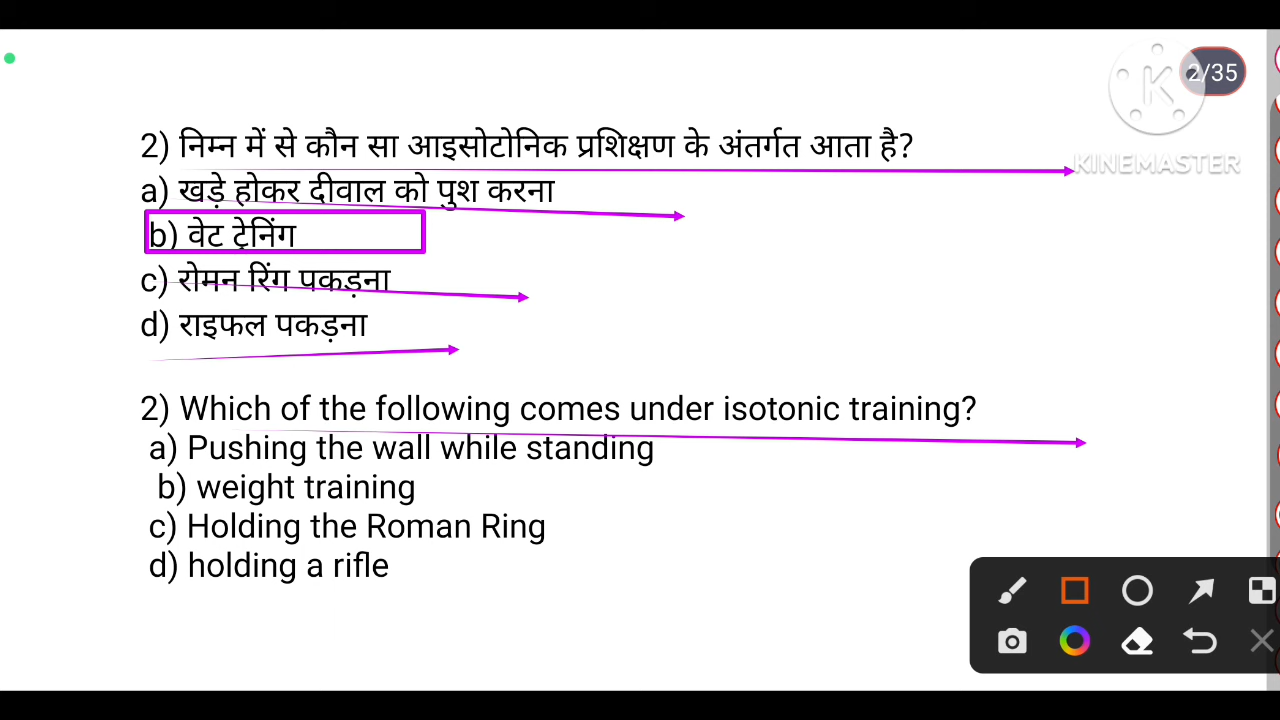 2/35
KINEMASTER
2) निम्न में से कौन सा आइसोटोनिक प्रशिक्षण के अंतर्गत आता है?
a) खड़े होकर दीवाल को पुश करना
b) वेट ट्रेनिंग
c) रोमन रिंग पकड़ना
d) राइफल पकड़ना
2) Which of the following comes under isotonic training?
a) Pushing the wall while standing
b) weight training
c) Holding the Roman Ring
d) holding a rifle